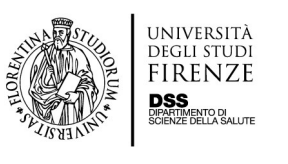 FLORENTINA STUDIORUM UNIVERSITAS
UNIVERSITÀ
DEGLI STUDI
FIRENZE
DSS
DIPARTIMENTO DI
SCIENZE DELLA SALUTE